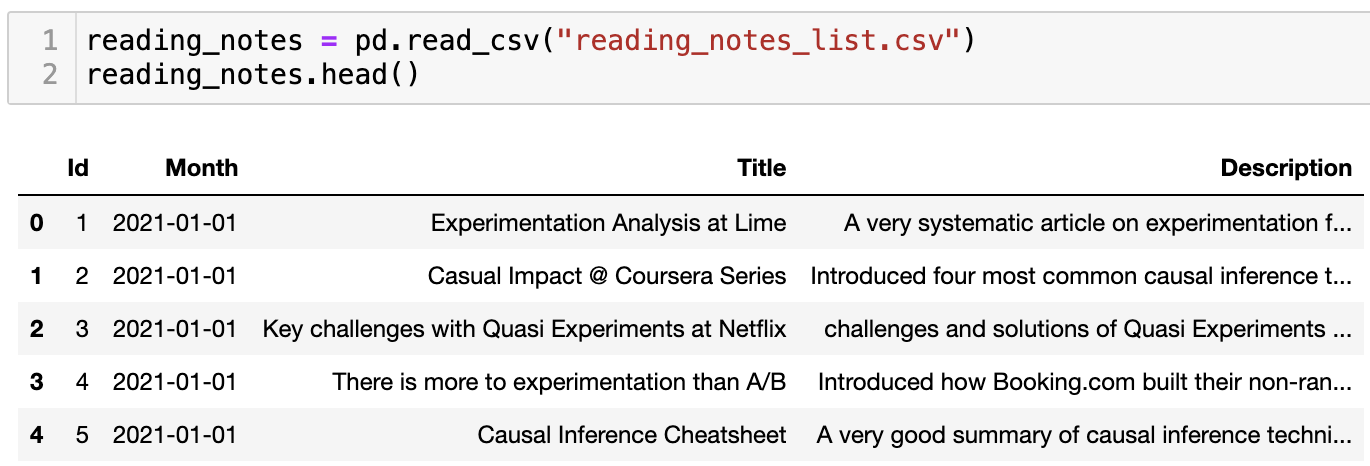 1 reading_notes = pd.read_csv("reading_notes_list.csv")
2 reading_notes.head()
Id Month Title Description
0 1 2021-01-01 Experimentation Analysis at Lime A very systematic article on experimentation f...
1 2 2021-01-01 Casual Impact @ Coursera Series Introduced four most common causal inference t...
2 3 2021-01-01 Key challenges with Quasi Experiments at Netflix challenges and solutions of Quasi Experiments ...
3 4 2021-01-01 There is more to experimentation than A/B Introduced how Booking.com built their non-ran...
4 5 2021-01-01 Causal Inference Cheatsheet A very good summary of causal inference techni...